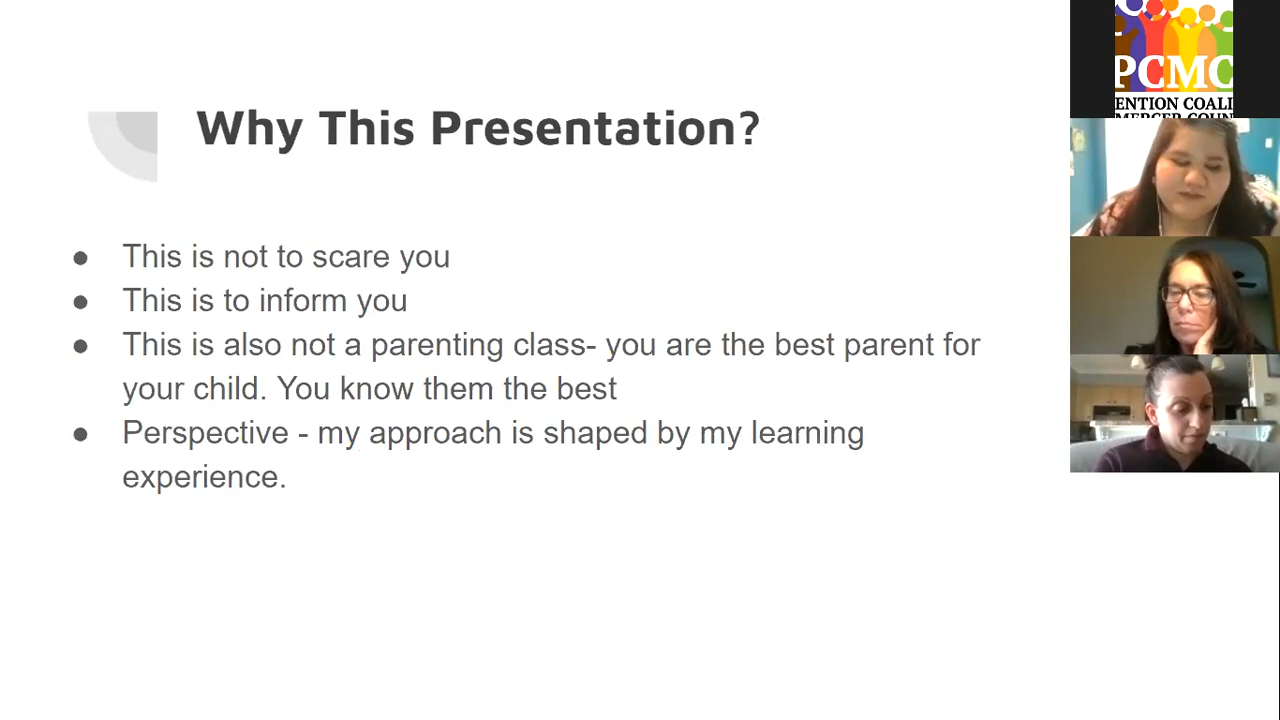 Why This Presentation?
● This is not to scare you
● This is to inform you
● This is also not a parenting class- you are the best parent for
your child. You know them the best
● Perspective - my approach is shaped by my learning
experience.
PCMC
ENTION COALI
MERCER COUN